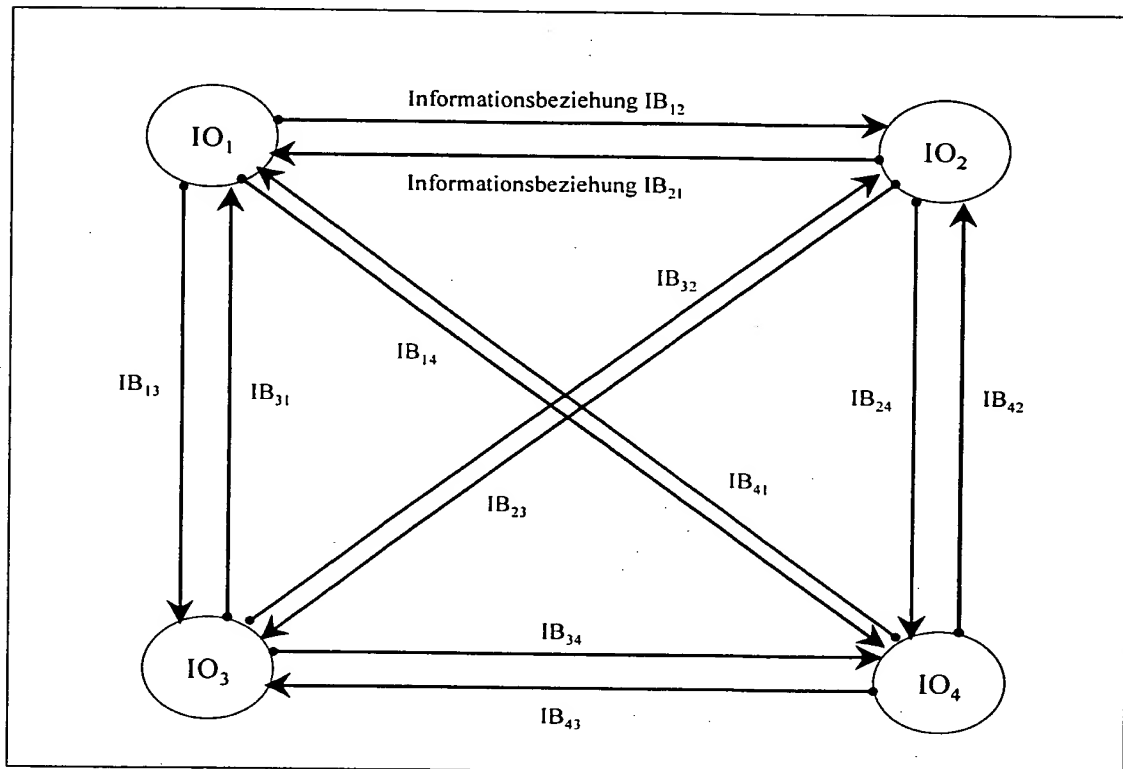 Informationsbeziehung IB₁₂
IO₁
IO₂
Informationsbeziehung IB₂₁
IB₃₂
IB₁₄
IB₁₃
IB₃₁
IB₂₄
IB₄₂
IB₄₁
IB₂₃
IB₃₄
IO₃
IO₄
IB₄₃